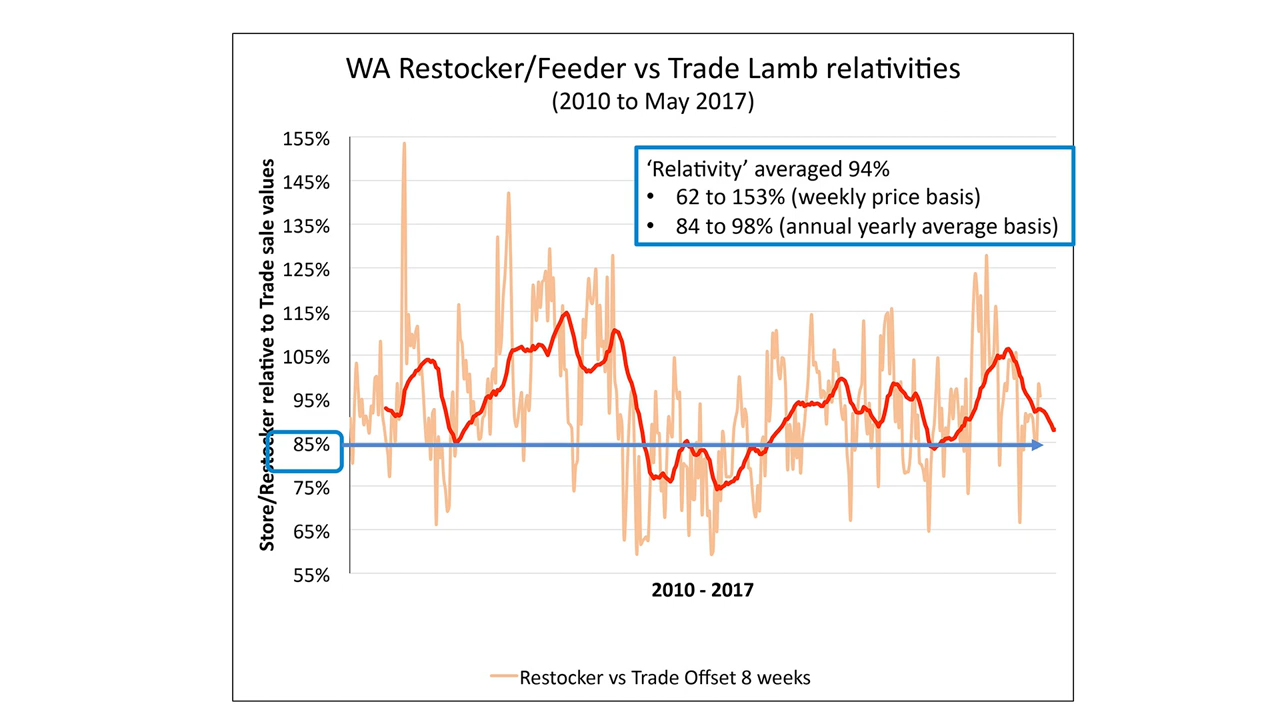 WA Restocker/Feeder vs Trade Lamb relativities
(2010 to May 2017)
Store/Restocker relative to Trade sale values
155%
145%
135%
125%
115%
105%
95%
85%
75%
65%
55%
‘Relativity’ averaged 94%
• 62 to 153% (weekly price basis)
• 84 to 98% (annual yearly average basis)
2010 - 2017
Restocker vs Trade Offset 8 weeks